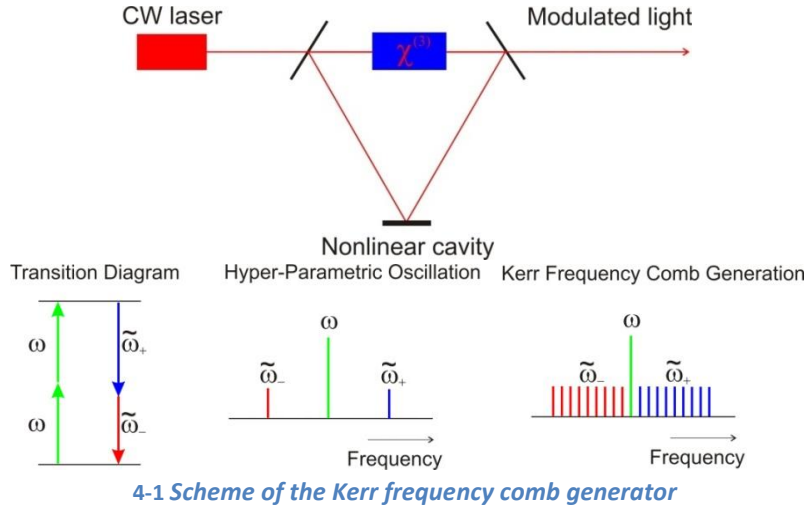 CW laser
Modulated light
χ(3)
Nonlinear cavity
Transition Diagram
Hyper-Parametric Oscillation
Kerr Frequency Comb Generation
ω
ω̃₊
ω
ω̃₋
ω
ω̃₋
ω̃₊
Frequency
ω
ω̃₋
ω̃₊
Frequency
4-1 Scheme of the Kerr frequency comb generator